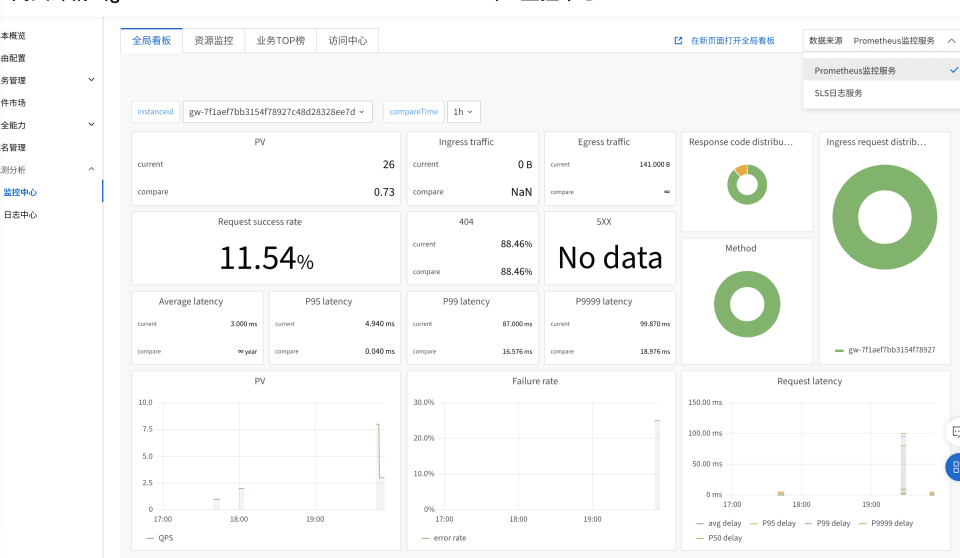 全局看板
资源监控
业务TOP榜
访问中心
在新页面打开全局看板
数据来源 Prometheus监控服务
Prometheus监控服务
SLS日志服务
本概览
由配置
务管理
件市场
全能力
名管理
测分析
监控中心
日志中心
instanceid
gw-7f1aef7bb3154f78927c48d28328ee7d
compareTime
1h
PV
current 26
compare 0.73
Ingress traffic
current 0 B
compare NaN
Egress traffic
current 141.000 B
compare ∞
Response code distribu…
Ingress request distrib…
gw-7f1aef7bb3154f78927
Request success rate
11.54%
404
current 88.46%
compare 88.46%
5XX
No data
Method
Average latency
current 3.000 ms
compare ∞ year
P95 latency
current 4.940 ms
compare 0.040 ms
P99 latency
current 87.000 ms
compare 16.576 ms
P9999 latency
current 99.870 ms
compare 18.976 ms
PV
10.0
7.5
5.0
2.5
0
17:00 18:00 19:00
QPS
Failure rate
30.0%
20.0%
10.0%
0%
17:00 18:00 19:00
error rate
Request latency
150.00 ms
100.00 ms
50.00 ms
0 ms
17:00 18:00 19:00
avg delay P95 delay P99 delay P9999 delay
P50 delay